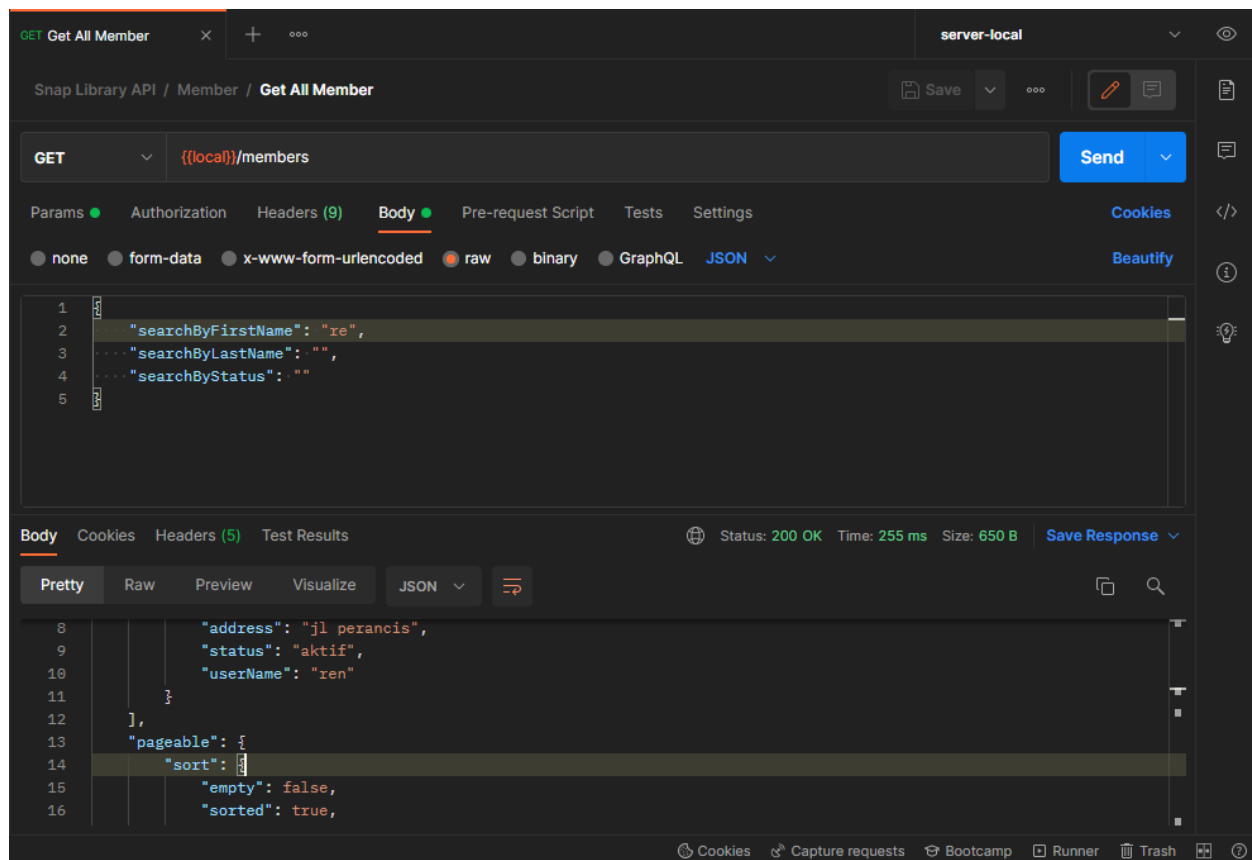 GET Get All Member
server-local
Snap Library API / Member / Get All Member
Save
GET {{local}}/members Send
Params Authorization Headers (9) Body Pre-request Script Tests Settings Cookies
none form-data x-www-form-urlencoded raw binary GraphQL JSON Beautify
1 {
2 "searchByFirstName": "re",
3 "searchByLastName": "",
4 "searchByStatus": ""
5 }
Body Cookies Headers (5) Test Results Status: 200 OK Time: 255 ms Size: 650 B Save Response
Pretty Raw Preview Visualize JSON
8 "address": "jl perancis",
9 "status": "aktif",
10 "userName": "ren"
11 }
12 ],
13 "pageable": {
14 "sort": {
15 "empty": false,
16 "sorted": true,
Cookies Capture requests Bootcamp Runner Trash